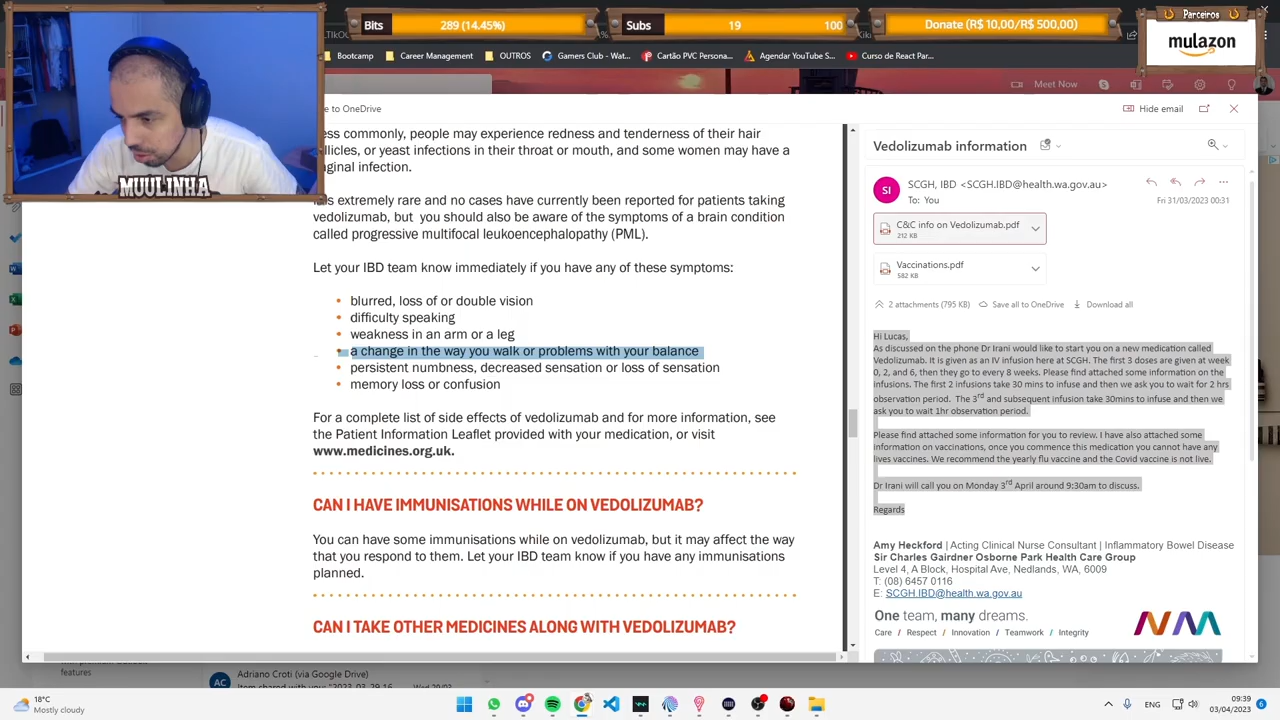 Bits 289 (14.45%)
Subs 19 100
Donate (R$ 10,00/R$ 500,00)
Parceiros
mulazon
Bootcamp Career Management OUTROS Gamers Club - Wat... Cartão PVC Persona... Agendar YouTube S... Curso de React Par...
Meet Now
MUULINHA
e to OneDrive
Hide email
ess commonly, people may experience redness and tenderness of their hair
llicles, or yeast infections in their throat or mouth, and some women may have a
ginal infection.
is extremely rare and no cases have currently been reported for patients taking
vedolizumab, but you should also be aware of the symptoms of a brain condition
called progressive multifocal leukoencephalopathy (PML).
Let your IBD team know immediately if you have any of these symptoms:
• blurred, loss of or double vision
• difficulty speaking
• weakness in an arm or a leg
• a change in the way you walk or problems with your balance
• persistent numbness, decreased sensation or loss of sensation
• memory loss or confusion
For a complete list of side effects of vedolizumab and for more information, see
the Patient Information Leaflet provided with your medication, or visit
www.medicines.org.uk.
CAN I HAVE IMMUNISATIONS WHILE ON VEDOLIZUMAB?
You can have some immunisations while on vedolizumab, but it may affect the way
that you respond to them. Let your IBD team know if you have any immunisations
planned.
CAN I TAKE OTHER MEDICINES ALONG WITH VEDOLIZUMAB?
Vedolizumab information
SI
SCGH, IBD <SCGH.IBD@health.wa.gov.au>
To: You
Fri 31/03/2023 00:31
C&C info on Vedolizumab.pdf
212 KB
Vaccinations.pdf
582 KB
2 attachments (795 KB) Save all to OneDrive Download all
Hi Lucas,
As discussed on the phone Dr Irani would like to start you on a new medication called
Vedolizumab. It is given as an IV infusion here at SCGH. The first 3 doses are given at week
0, 2, and 6, then they go to every 8 weeks. Please find attached some information on the
infusions. The first 2 infusions take 30 mins to infuse and then we ask you to wait for 2 hrs
observation period. The 3rd and subsequent infusion take 30mins to infuse and then we
ask you to wait 1hr observation period.
Please find attached some information for you to review. I have also attached some
information on vaccinations, once you commence this medication you cannot have any
lives vaccines. We recommend the yearly flu vaccine and the Covid vaccine is not live.
Dr Irani will call you on Monday 3rd April around 9:30am to discuss.
Regards
Amy Heckford | Acting Clinical Nurse Consultant | Inflammatory Bowel Disease
Sir Charles Gairdner Osborne Park Health Care Group
Level 4, A Block, Hospital Ave, Nedlands, WA, 6009
T: (08) 6457 0116
E: SCGH.IBD@health.wa.gov.au
One team, many dreams.
Care / Respect / Innovation / Teamwork / Integrity
features
AC
Adriano Croti (via Google Drive)
18°C
Mostly cloudy
ENG
09:39
03/04/2023
6